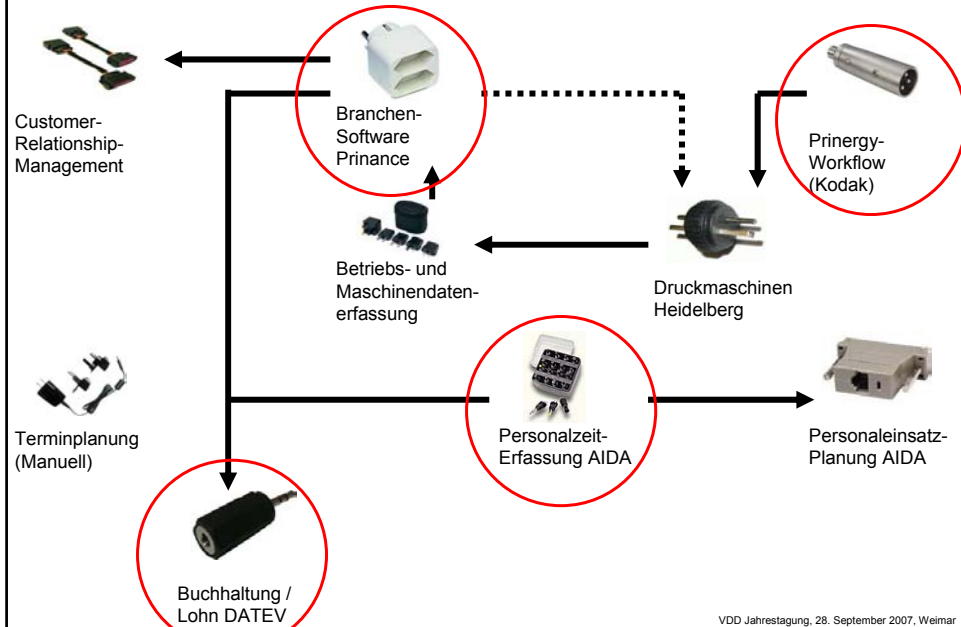 Customer-
Relationship-
Management
Branchen-
Software
Prinance
Prinergy-
Workflow
(Kodak)
Betriebs- und
Maschinendaten-
erfassung
Druckmaschinen
Heidelberg
Terminplanung
(Manuell)
Personalzeit-
Erfassung AIDA
Personaleinsatz-
Planung AIDA
Buchhaltung /
Lohn DATEV
VDD Jahrestagung, 28. September 2007, Weimar